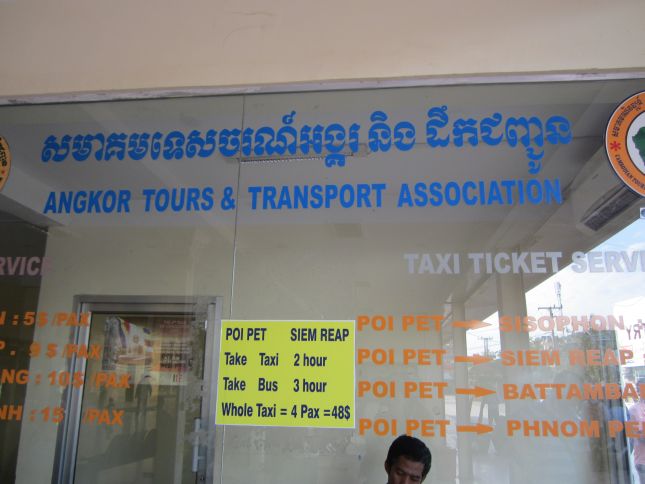 សមាគមទេសចរណ៍អង្គរ និង ដឹកជញ្ជូន
ANGKOR TOURS & TRANSPORT ASSOCIATION
RVICE
N : 5$ /PAX
P : 9 $ /PAX
NG : 10$ /PAX
NH : 15 /PAX
POI PET SIEM REAP
Take Taxi 2 hour
Take Bus 3 hour
Whole Taxi = 4 Pax =48$
TAXI TICKET SERV
POI PET SISOPHON
POI PET SIEM REAP :
POI PET BATTAMBA
POI PET PHNOM PE